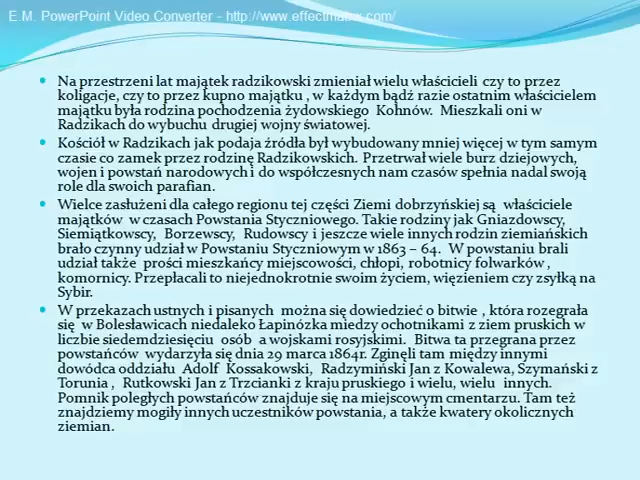 E.M. PowerPoint Video Converter - http://www.effectmatrix.com/
Na przestrzeni lat majątek radzikowski zmieniał wielu właścicieli czy to przez
koligacje, czy to przez kupno majątku , w każdym bądź razie ostatnim właścicielem
majątku była rodzina pochodzenia żydowskiego Kohnów. Mieszkali oni w
Radzikach do wybuchu drugiej wojny światowej.
Kościół w Radzikach jak podaja źródła był wybudowany mniej więcej w tym samym
czasie co zamek przez rodzinę Radzikowskich. Przetrwał wiele burz dziejowych,
wojen i powstań narodowych i do współczesnych nam czasów spełnia nadal swoją
role dla swoich parafian.
Wielce zasłużeni dla całego regionu tej części Ziemi dobrzyńskiej są właściciele
majątków w czasach Powstania Styczniowego. Takie rodziny jak Gniazdowscy,
Siemiątkowscy, Borzewscy, Rudowscy i jeszcze wiele innych rodzin ziemiańskich
brało czynny udział w Powstaniu Styczniowym w 1863 – 64. W powstaniu brali
udział także prości mieszkańcy miejscowości, chłopi, robotnicy folwarków ,
komornicy. Przepłacali to niejednokrotnie swoim życiem, więzieniem czy zsyłką na
Sybir.
W przekazach ustnych i pisanych można się dowiedzieć o bitwie , która rozegrała
się w Bolesławicach niedaleko Łapinózka miedzy ochotnikami z ziem pruskich w
liczbie siedemdziesięciu osób a wojskami rosyjskimi. Bitwa ta przegrana przez
powstańców wydarzyła się dnia 29 marca 1864r. Zginęli tam między innymi
dowódca oddziału Adolf Kossakowski, Radzymiński Jan z Kowalewa, Szymański z
Torunia , Rutkowski Jan z Trzcianki z kraju pruskiego i wielu, wielu innych.
Pomnik poległych powstańców znajduje się na miejscowym cmentarzu. Tam też
znajdziemy mogiły innych uczestników powstania, a także kwatery okolicznych
ziemian.